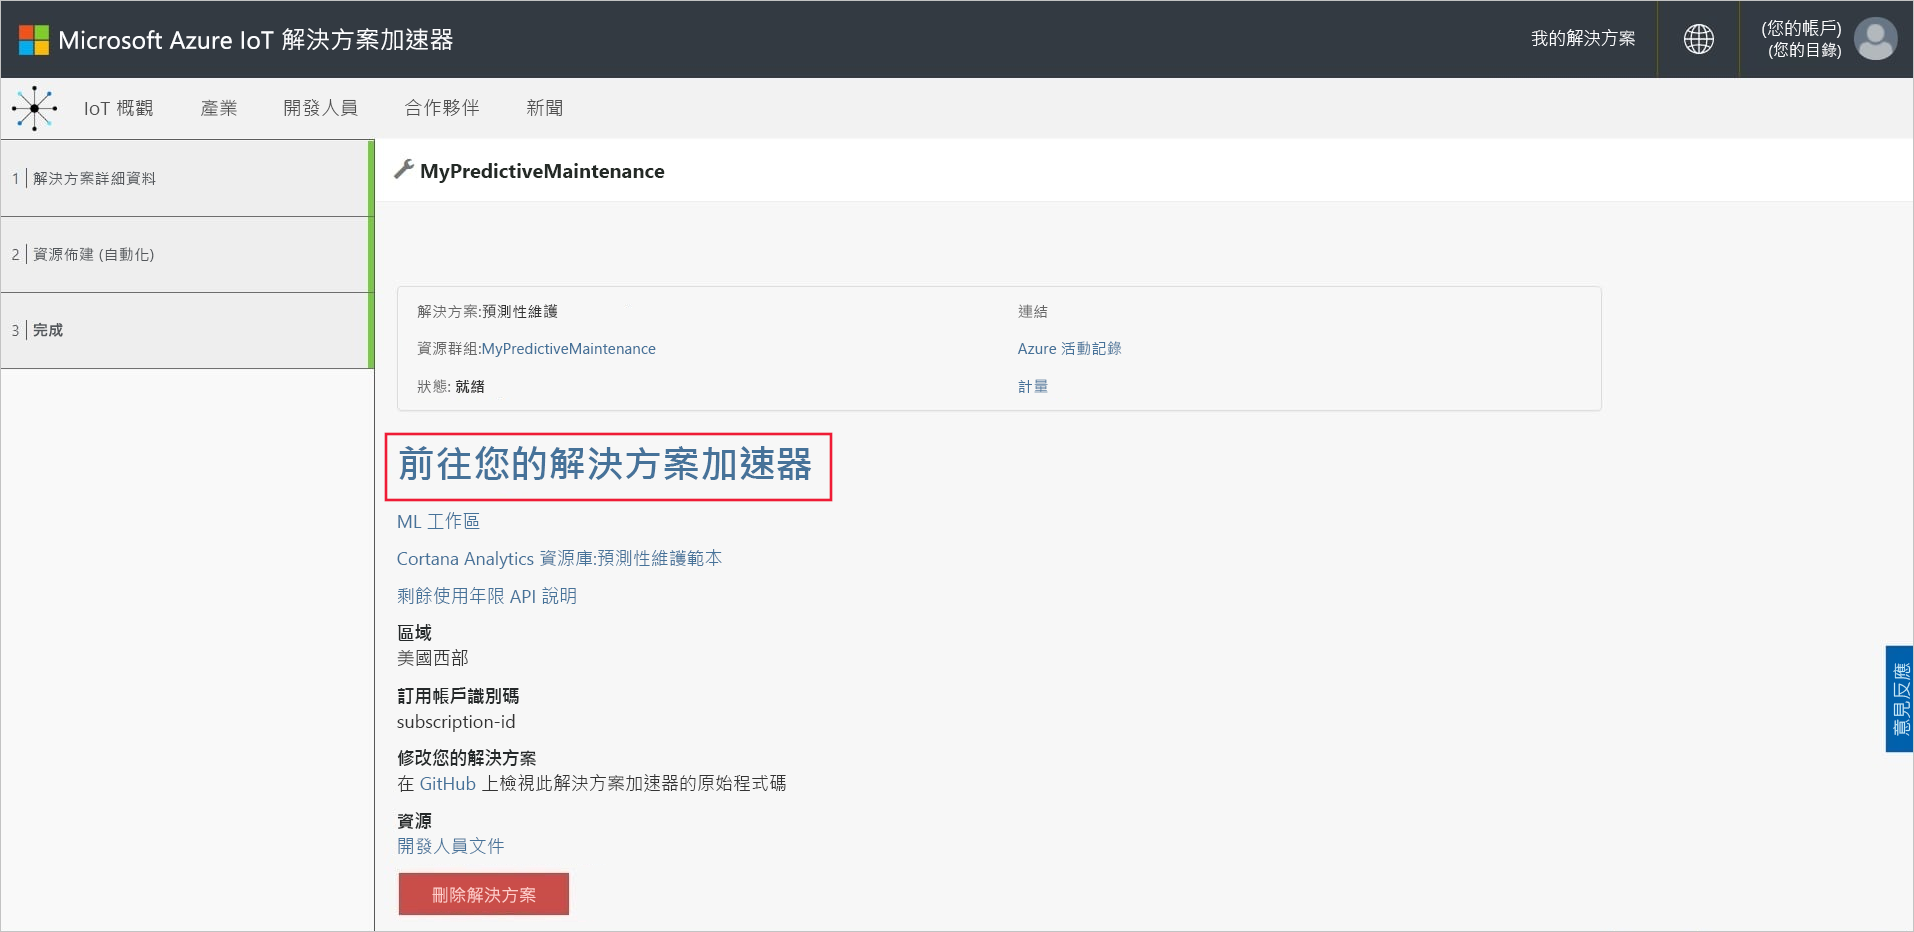 Microsoft Azure IoT 解決方案加速器
我的解決方案
(您的帳戶)
(您的目錄)
IoT 概觀
產業
開發人員
合作夥伴
新聞
1 | 解決方案詳細資料
2 | 資源佈建 (自動化)
3 | 完成
MyPredictiveMaintenance
解決方案:預測性維護
連結
資源群組:MyPredictiveMaintenance
Azure 活動記錄
狀態: 就緒
計量
前往您的解決方案加速器
ML 工作區
Cortana Analytics 資源庫:預測性維護範本
剩餘使用年限 API 說明
區域
美國西部
訂用帳戶識別碼
subscription-id
修改您的解決方案
在 GitHub 上檢視此解決方案加速器的原始程式碼
資源
開發人員文件
刪除解決方案
意見反應